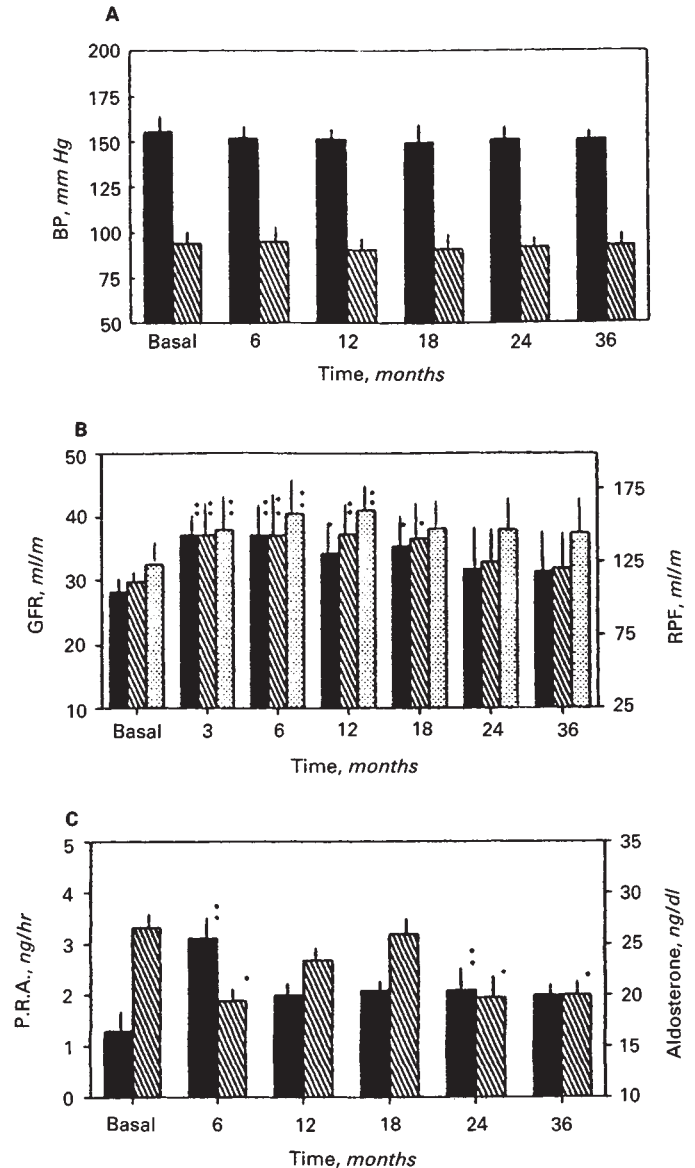 A
200
175
150
125
100
75
50
BP, mm Hg
Basal 6 12 18 24 36
Time, months
B
50
40
30
20
10
GFR, ml/m
175
125
75
25
RPF, ml/m
Basal 3 6 12 18 24 36
Time, months
C
5
4
3
2
1
0
P.R.A., ng/hr
35
30
25
20
15
10
Aldosterone, ng/dl
Basal 6 12 18 24 36
Time, months